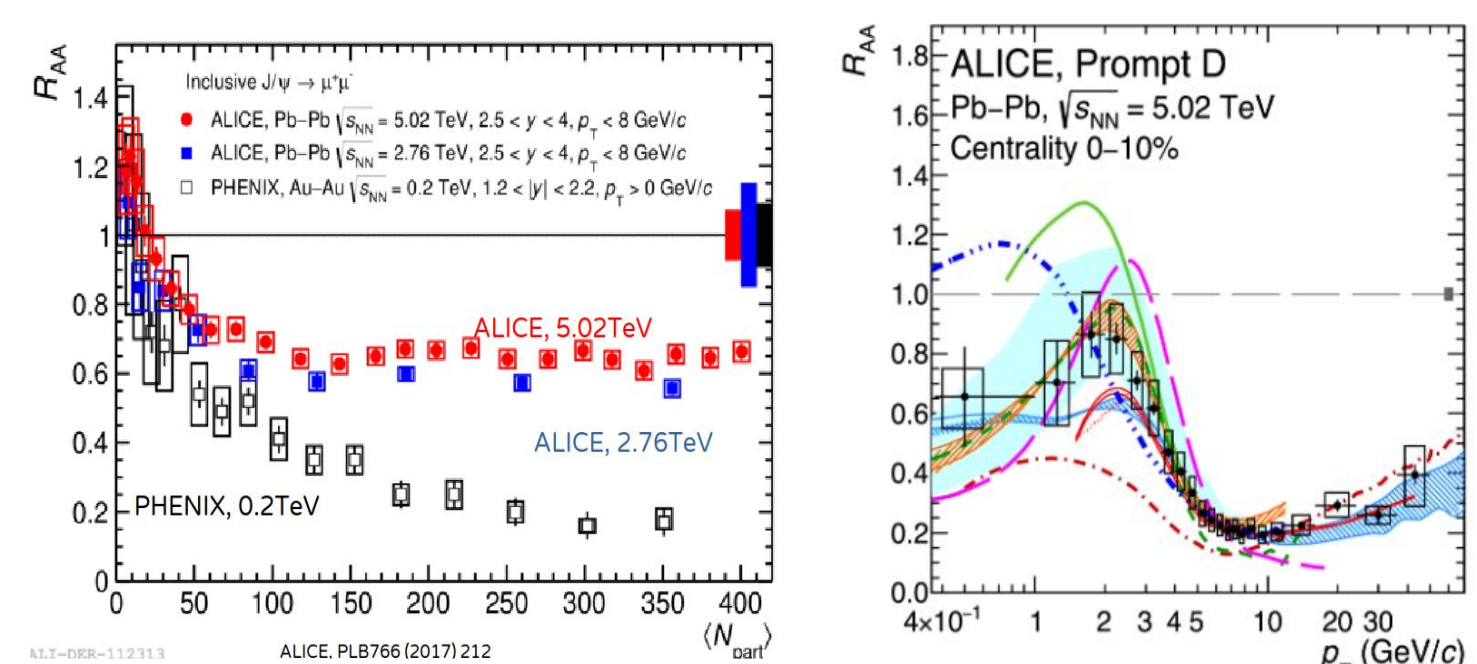 R_AA
Inclusive J/ψ → μ⁺μ⁻
ALICE, Pb−Pb √s_NN = 5.02 TeV, 2.5 < y < 4, p_T < 8 GeV/c
ALICE, Pb−Pb √s_NN = 2.76 TeV, 2.5 < y < 4, p_T < 8 GeV/c
PHENIX, Au−Au √s_NN = 0.2 TeV, 1.2 < |y| < 2.2, p_T > 0 GeV/c
1.4
1.2
1
0.8
0.6
0.4
0.2
0
ALICE, 5.02TeV
ALICE, 2.76TeV
PHENIX, 0.2TeV
0 50 100 150 200 250 300 350 400
⟨N_part⟩
ALI-DER-112313
ALICE, PLB766 (2017) 212
R_AA
ALICE, Prompt D
Pb−Pb, √s_NN = 5.02 TeV
Centrality 0−10%
1.8
1.6
1.4
1.2
1.0
0.8
0.6
0.4
0.2
0.0
4×10⁻¹ 1 2 3 4 5 10 20 30
p_T (GeV/c)